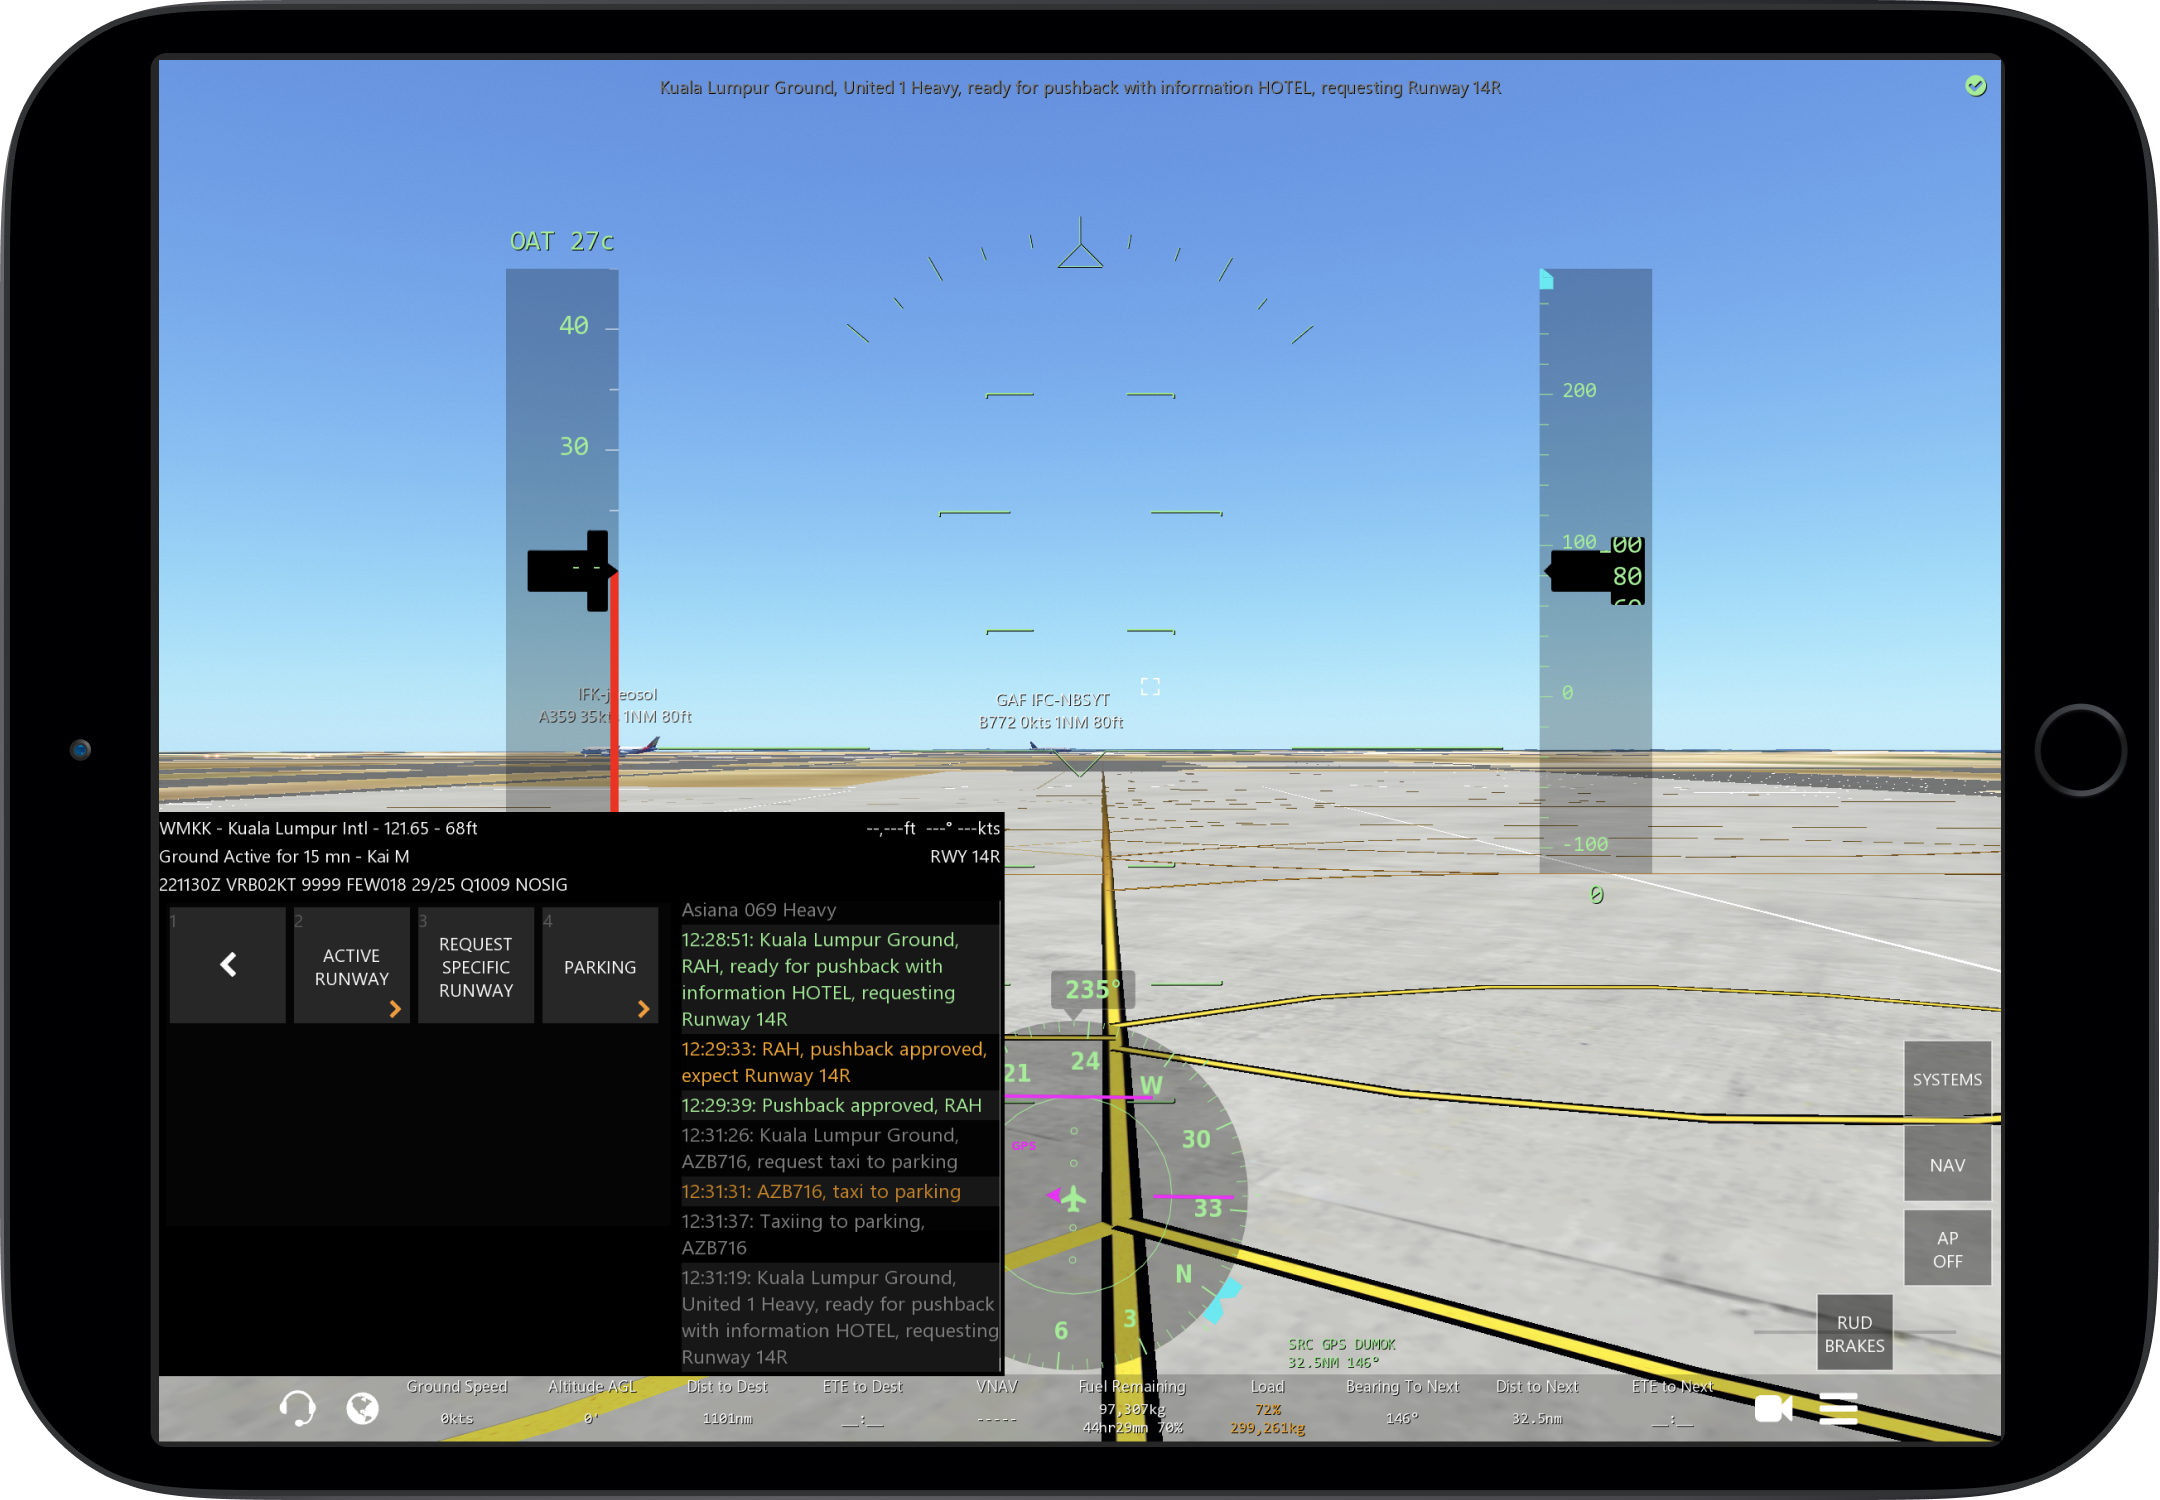 Kuala Lumpur Ground, United 1 Heavy, ready for pushback with information HOTEL, requesting Runway 14R
OAT 27c
40
30
- -
200
100
00
80
60
0
-100
0
A359 35kts 1NM 80ft
GAF IFC-NBSYT
B772 0kts 1NM 80ft
WMKK - Kuala Lumpur Intl - 121.65 - 68ft
--,---ft ---° ---kts
Ground Active for 15 mn - Kai M
RWY 14R
221130Z VRB02KT 9999 FEW018 29/25 Q1009 NOSIG
1
2
ACTIVE
RUNWAY
3
REQUEST
SPECIFIC
RUNWAY
4
PARKING
Asiana 069 Heavy
12:28:51: Kuala Lumpur Ground,
RAH, ready for pushback with
information HOTEL, requesting
Runway 14R
12:29:33: RAH, pushback approved,
expect Runway 14R
12:29:39: Pushback approved, RAH
12:31:26: Kuala Lumpur Ground,
AZB716, request taxi to parking
12:31:31: AZB716, taxi to parking
12:31:37: Taxiing to parking,
AZB716
12:31:19: Kuala Lumpur Ground,
United 1 Heavy, ready for pushback
with information HOTEL, requesting
Runway 14R
235°
21
24
W
30
33
N
3
6
GPS
SRC GPS DUMOK
32.5NM 146°
SYSTEMS
NAV
AP
OFF
RUD
BRAKES
Ground Speed
0kts
Altitude AGL
0'
Dist to Dest
1101nm
ETE to Dest
__:__
VNAV
-----
Fuel Remaining
97,307kg
44hr29mn 70%
Load
72%
299,261kg
Bearing To Next
146°
Dist to Next
32.5nm
ETE to Next
__:__